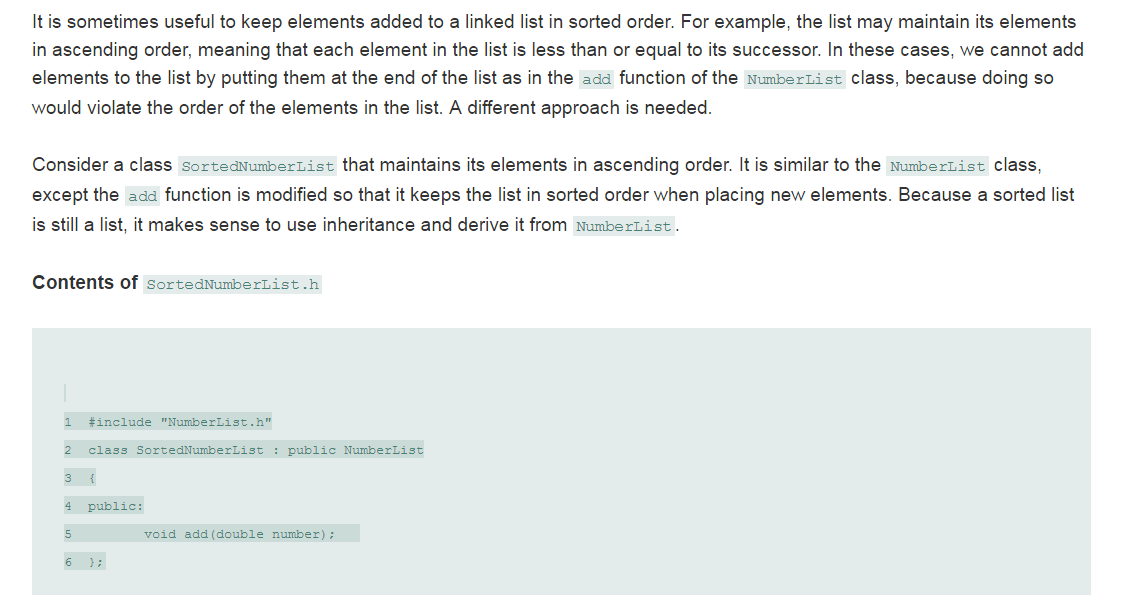 It is sometimes useful to keep elements added to a linked list in sorted order. For example, the list may maintain its elements
in ascending order, meaning that each element in the list is less than or equal to its successor. In these cases, we cannot add
elements to the list by putting them at the end of the list as in the add function of the NumberList class, because doing so
would violate the order of the elements in the list. A different approach is needed.
Consider a class SortedNumberList that maintains its elements in ascending order. It is similar to the NumberList class,
except the add function is modified so that it keeps the list in sorted order when placing new elements. Because a sorted list
is still a list, it makes sense to use inheritance and derive it from NumberList.
Contents of SortedNumberList.h
1 #include "NumberList.h"
2 class SortedNumberList : public NumberList
3 {
4 public:
5 void add(double number);
6 };